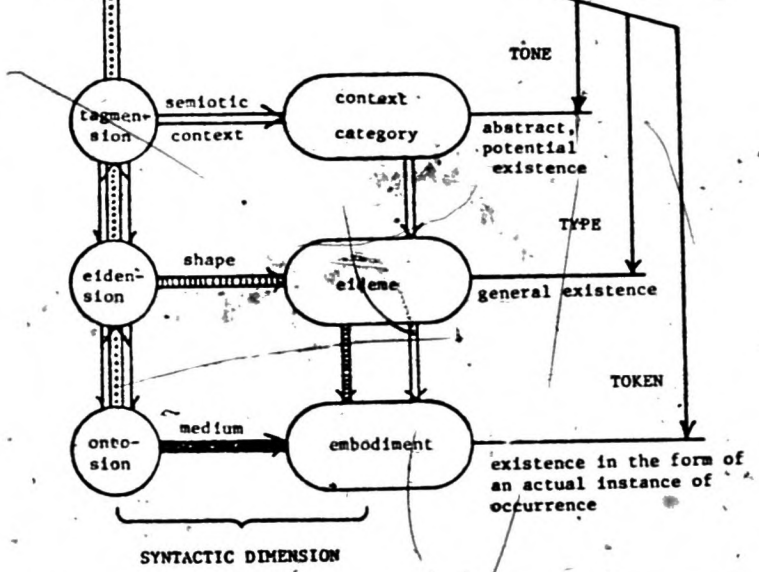 TONE
tagmen-
sion
semiotic
context
context
category
abstract,
potential
existence
TYPE
eiden-
sion
shape
eideme
general existence
TOKEN
onto-
sion
medium
embodiment
existence in the form of
an actual instance of
occurrence
SYNTACTIC DIMENSION